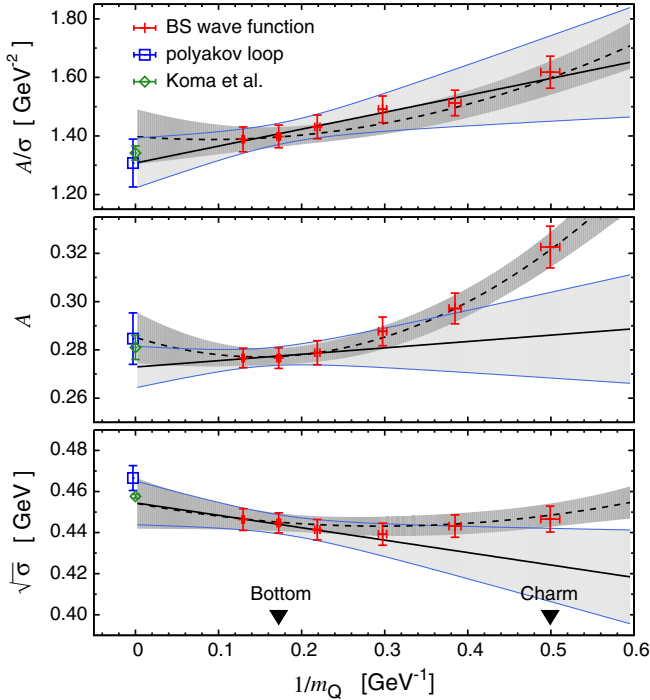 A/σ [ GeV⁻² ]
1.80
1.60
1.40
1.20
BS wave function
polyakov loop
Koma et al.
A
0.32
0.30
0.28
0.26
√σ [ GeV]
0.48
0.46
0.44
0.42
0.40
Bottom
Charm
0 0.1 0.2 0.3 0.4 0.5 0.6
1/m_Q [GeV⁻¹]